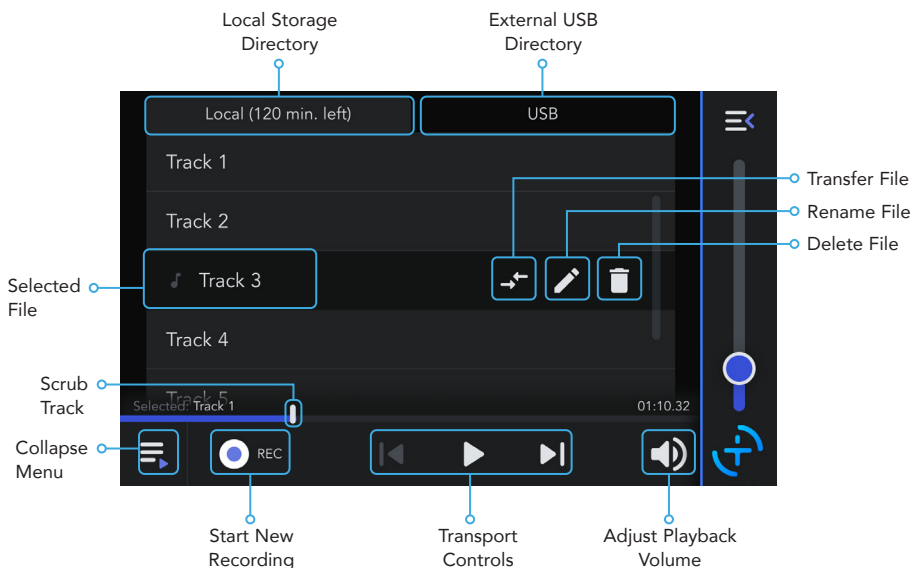 Local Storage
Directory
External USB
Directory
Local (120 min. left)
USB
Track 1
Transfer File
Track 2
Rename File
Delete File
Selected
File
Track 3
Track 4
Scrub
Track
Track 5
Selected: Track 1
01:10.32
Collapse
Menu
REC
Start New
Recording
Transport
Controls
Adjust Playback
Volume